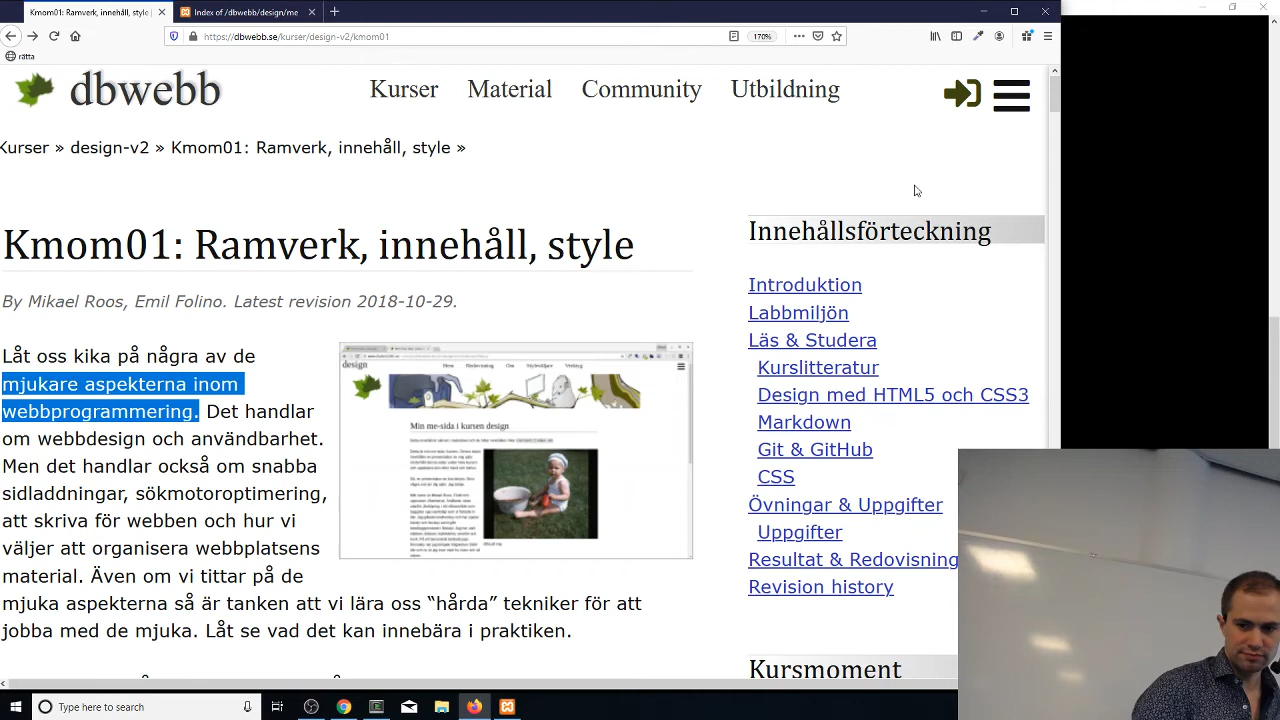 Kmom01: Ramverk, innehåll, style
Index of /dbwebb/design/me
https://dbwebb.se/kurser/design-v2/kmom01
170%
rätta
dbwebb
Kurser
Material
Community
Utbildning
Kurser » design-v2 » Kmom01: Ramverk, innehåll, style »
Kmom01: Ramverk, innehåll, style
By Mikael Roos, Emil Folino. Latest revision 2018-10-29.
Låt oss kika på några av de
mjukare aspekterna inom
webbprogrammering. Det handlar
om webbdesign och användbarhet.
Men det handlar också om snabba
sidladdningar, sökmotoroptimering,
att skriva för webben och hur vi
väljer att organisera webbplatsens
material. Även om vi tittar på de
mjuka aspekterna så är tanken att vi lära oss “hårda” tekniker för att
jobba med de mjuka. Låt se vad det kan innebära i praktiken.
design
Min me-sida i kursen design
Innehållsförteckning
Introduktion
Labbmiljön
Läs & Studera
Kurslitteratur
Design med HTML5 och CSS3
Markdown
Git & GitHub
CSS
Övningar & Uppgifter
Uppgifter
Resultat & Redovisning
Revision history
Kursmoment
Type here to search